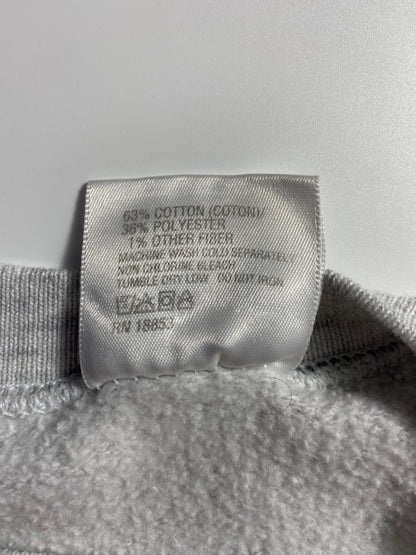 63% COTTON (COTON)/
36% POLYESTER
1% OTHER FIBER
MACHINE WASH COLD SEPARATELY
NON CHLORINE BLEACH
TUMBLE DRY LOW DO NOT IRON
RN 18853